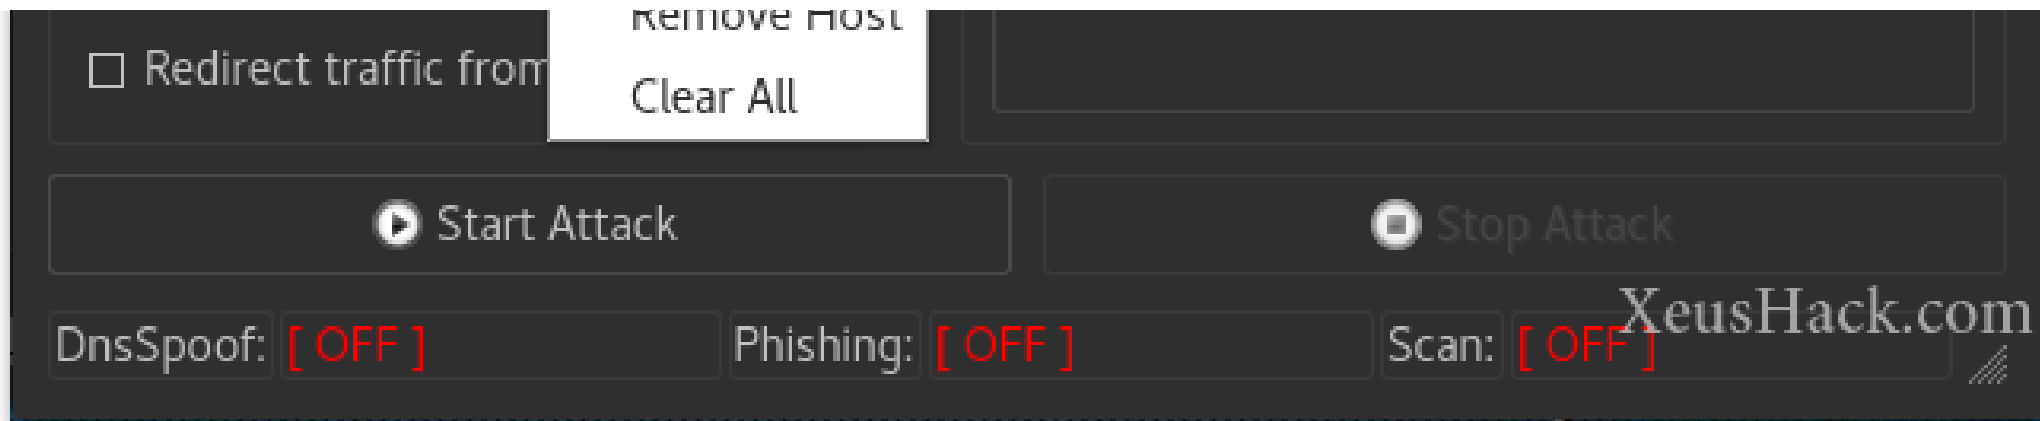 Remove Host
Redirect traffic from
Clear All
Start Attack
Stop Attack
XeusHack.com
DnsSpoof: [ OFF ] Phishing: [ OFF ] Scan: [ OFF ]